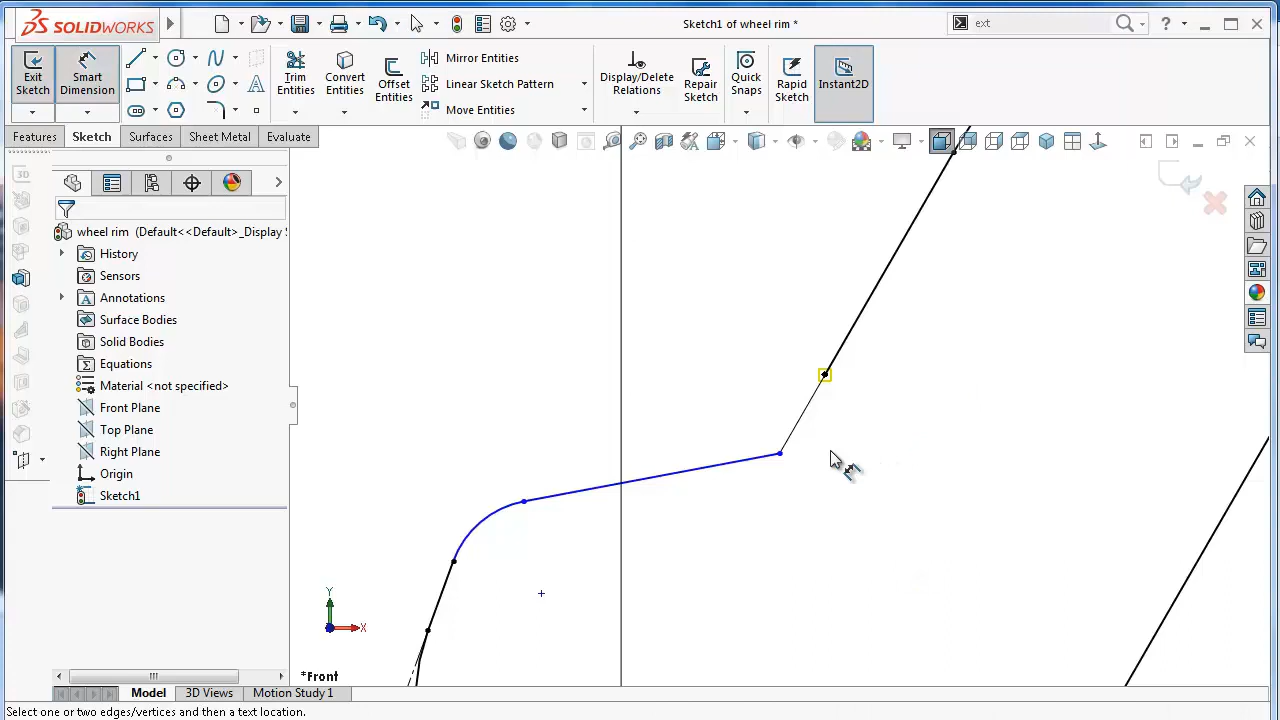 SOLIDWORKS
Sketch1 of wheel rim *
ext
Exit Sketch
Smart Dimension
Trim Entities
Convert Entities
Offset Entities
Mirror Entities
Linear Sketch Pattern
Move Entities
Display/Delete Relations
Repair Sketch
Quick Snaps
Rapid Sketch
Instant2D
Features
Sketch
Surfaces
Sheet Metal
Evaluate
wheel rim (Default<<Default>_Display S
History
Sensors
Annotations
Surface Bodies
Solid Bodies
Equations
Material <not specified>
Front Plane
Top Plane
Right Plane
Origin
Sketch1
Y
X
*Front
Model
3D Views
Motion Study 1
Select one or two edges/vertices and then a text location.